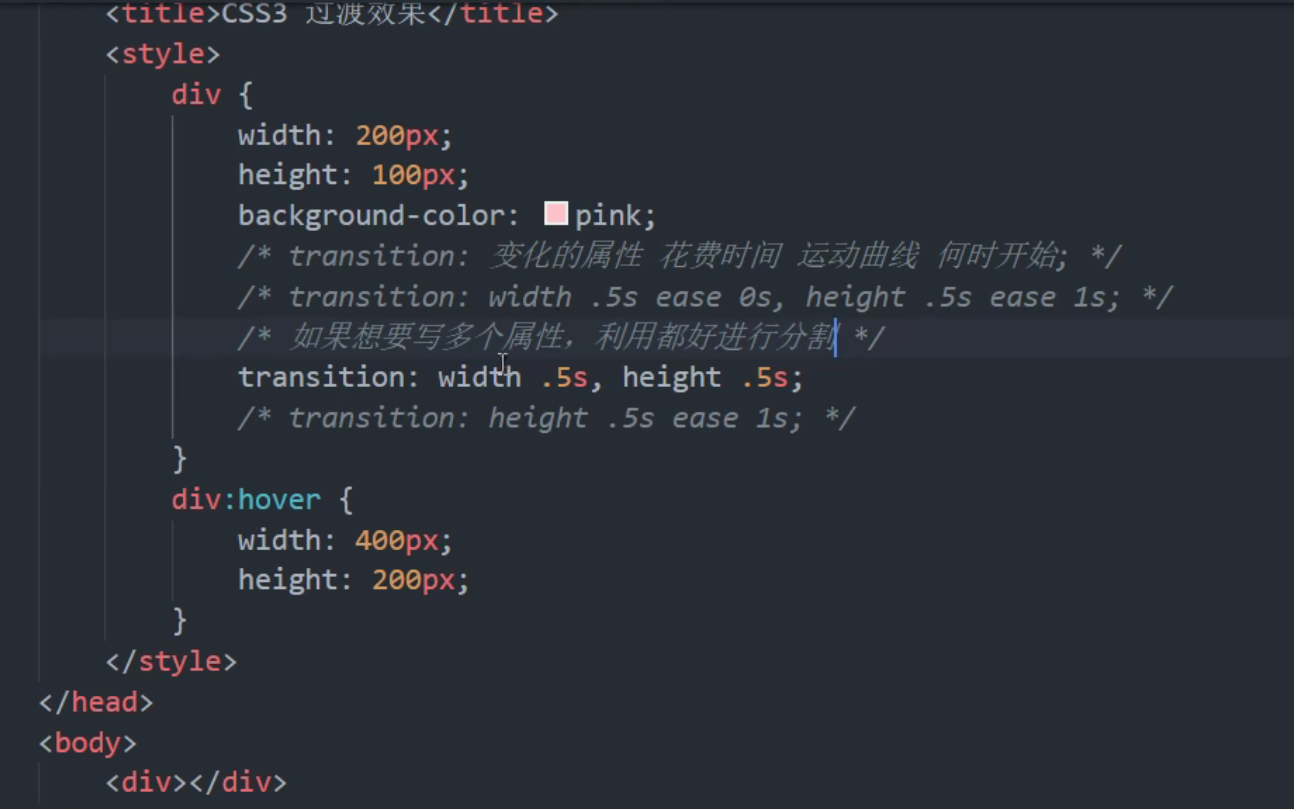 <title>CSS3 过渡效果</title>
<style>
div {
width: 200px;
height: 100px;
background-color: pink;
/* transition: 变化的属性 花费时间 运动曲线 何时开始; */
/* transition: width .5s ease 0s, height .5s ease 1s; */
/* 如果想要写多个属性，利用都好进行分割 */
transition: width .5s, height .5s;
/* transition: height .5s ease 1s; */
}
div:hover {
width: 400px;
height: 200px;
}
</style>
</head>
<body>
<div></div>